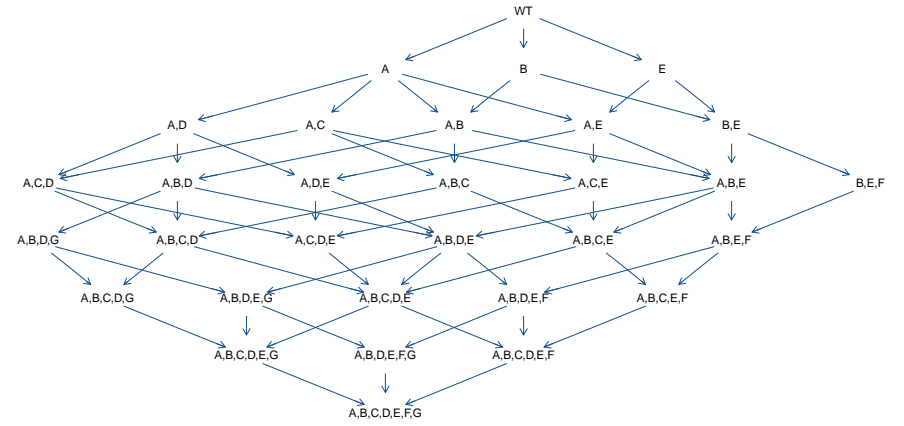 WT
A B E
A,D A,C A,B A,E B,E
A,C,D A,B,D A,D,E A,B,C A,C,E A,B,E B,E,F
A,B,D,G A,B,C,D A,C,D,E A,B,D,E A,B,C,E A,B,E,F
A,B,C,D,G A,B,D,E,G A,B,C,D,E A,B,D,E,F A,B,C,E,F
A,B,C,D,E,G A,B,D,E,F,G A,B,C,D,E,F
A,B,C,D,E,F,G